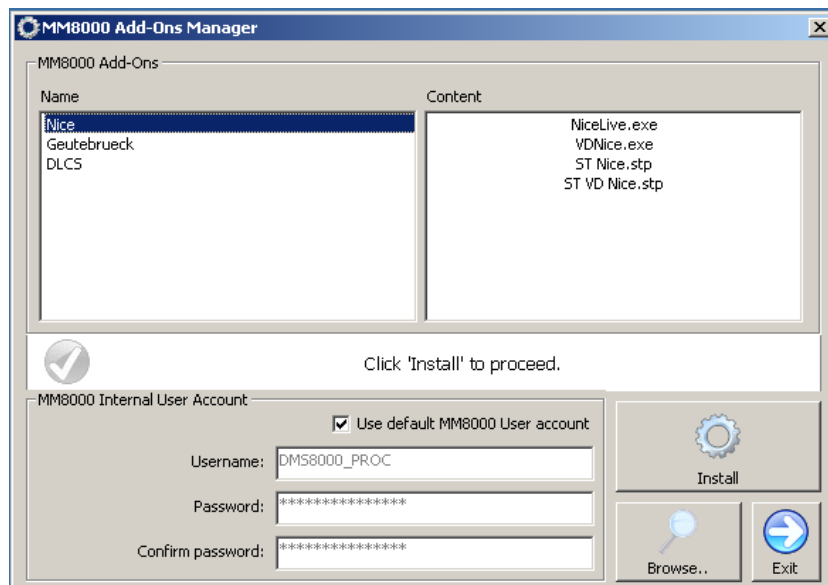 MM8000 Add-Ons Manager
MM8000 Add-Ons
Name
Content
Nice
Geutebrueck
DLCS
NiceLive.exe
VDNice.exe
ST Nice.stp
ST VD Nice.stp
Click 'Install' to proceed.
MM8000 Internal User Account
Use default MM8000 User account
Username: DMS8000_PROC
Password: ***************
Confirm password: ***************
Install
Browse..
Exit